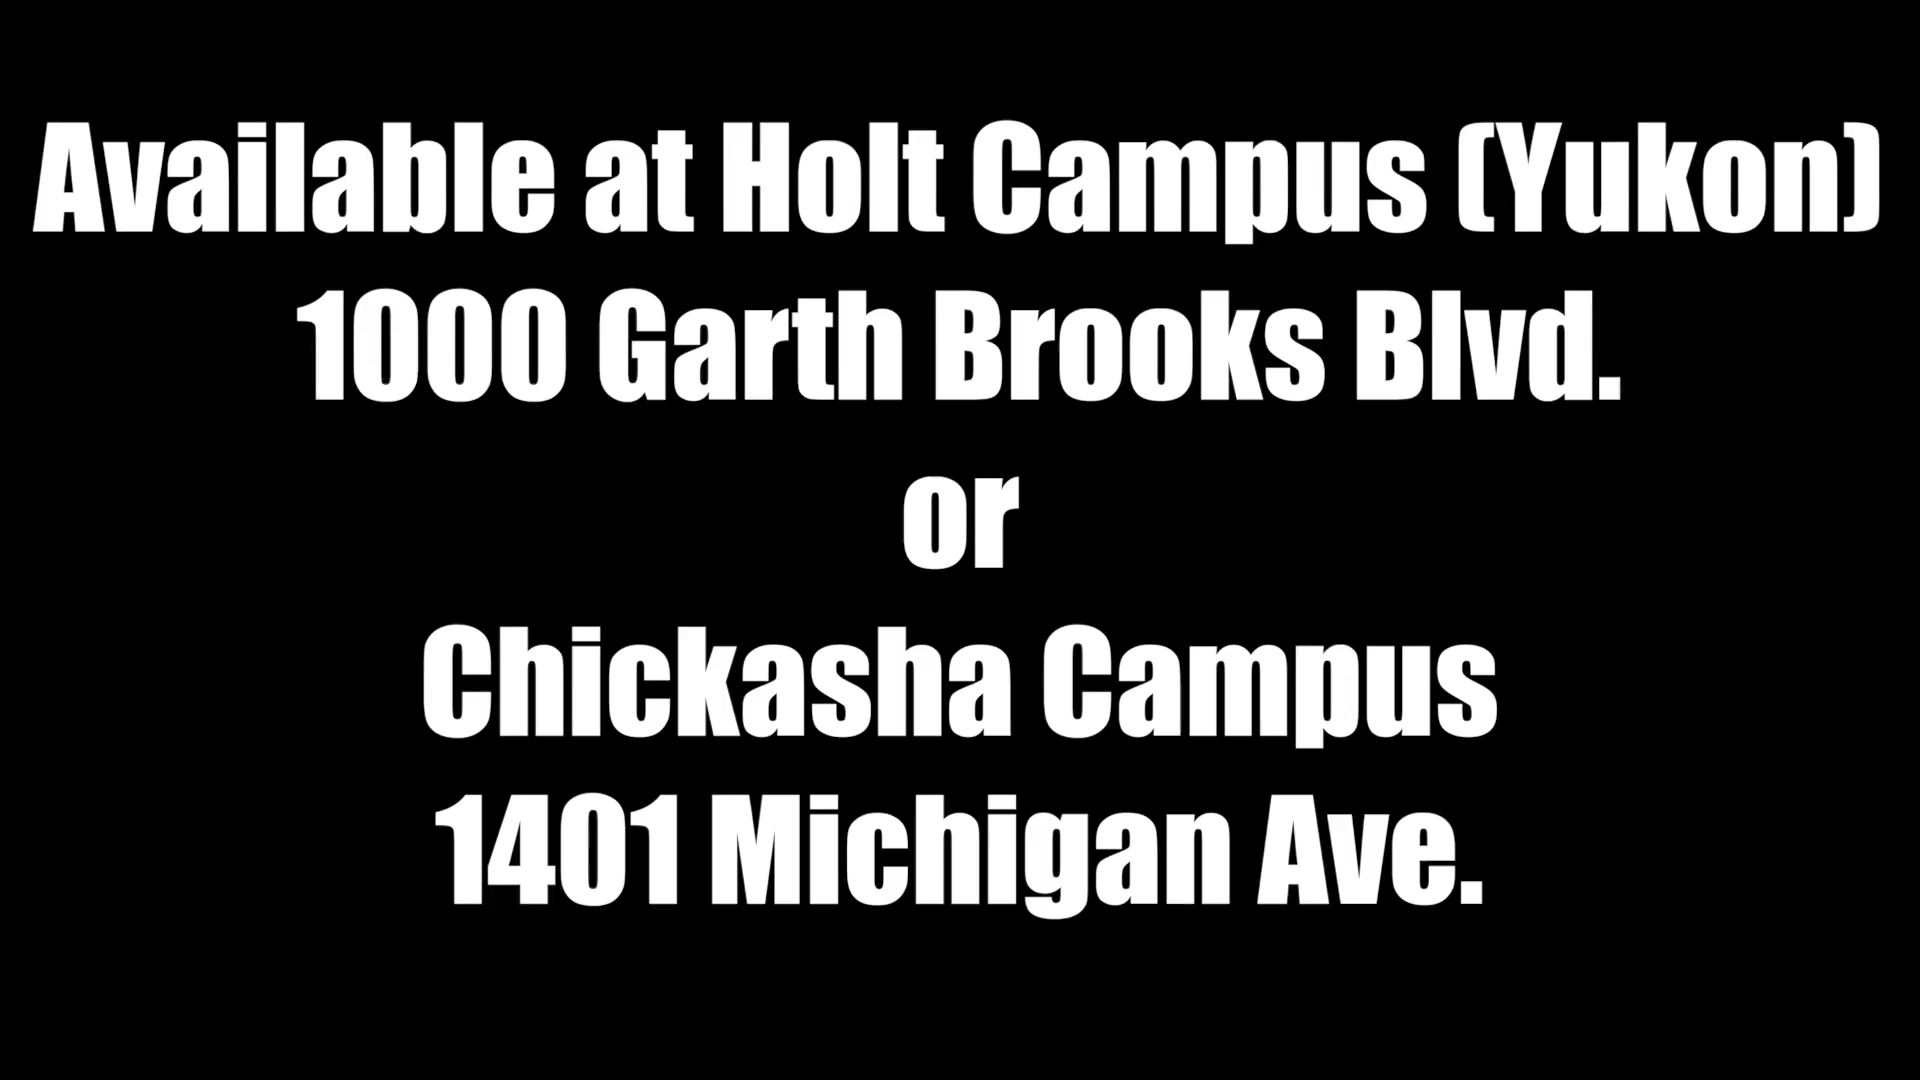 Available at Holt Campus (Yukon)
1000 Garth Brooks Blvd.
or
Chickasha Campus
1401 Michigan Ave.